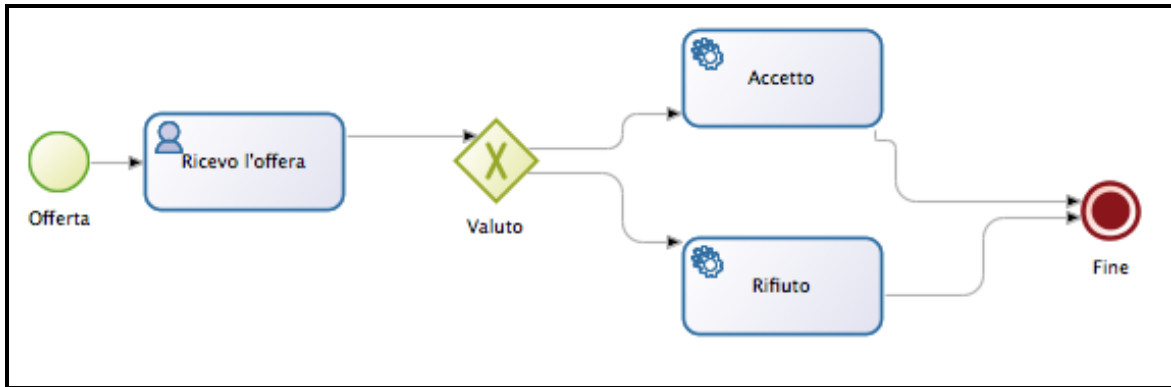 Offerta
Ricevo l'offera
Valuto
Accetto
Rifiuto
Fine